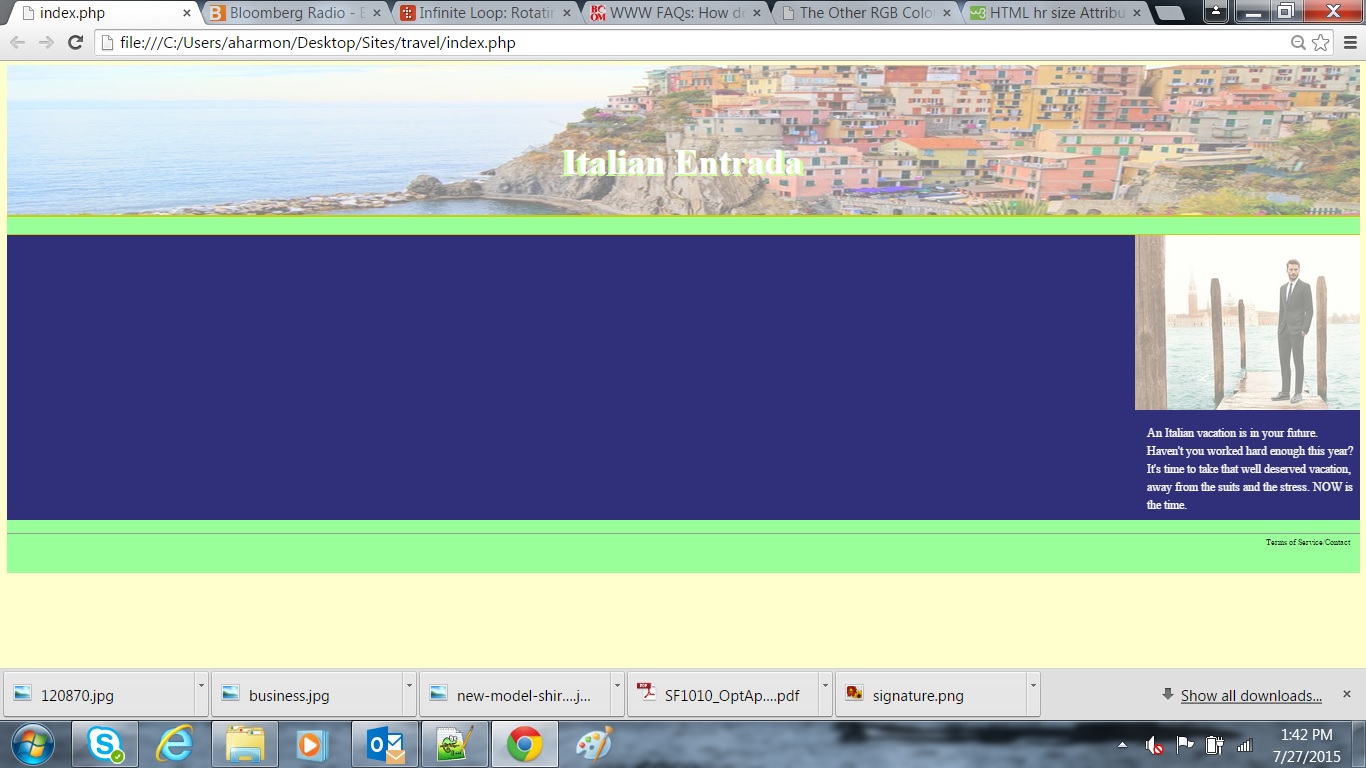 index.php
Bloomberg Radio - 
Infinite Loop: Rotati
WWW FAQs: How d
The Other RGB Colo
HTML hr size Attribu
file:///C:/Users/aharmon/Desktop/Sites/travel/index.php
Italian Entrada
An Italian vacation is in your future.
Haven't you worked hard enough this year?
It's time to take that well deserved vacation,
away from the suits and the stress. NOW is
the time.
Terms of Service/Contact
120870.jpg
business.jpg
new-model-shir....j...
SF1010_OptAp....pdf
signature.png
Show all downloads...
1:42 PM
7/27/2015